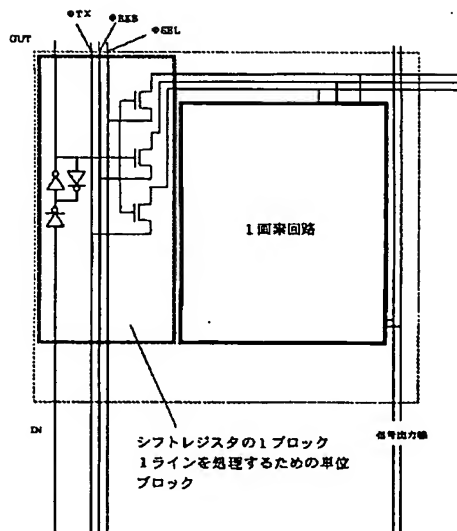 φTX
φRES
φSEL
OUT
1画素回路
IN
シフトレジスタの1ブロック
1ラインを処理するための単位
ブロック
信号出力線